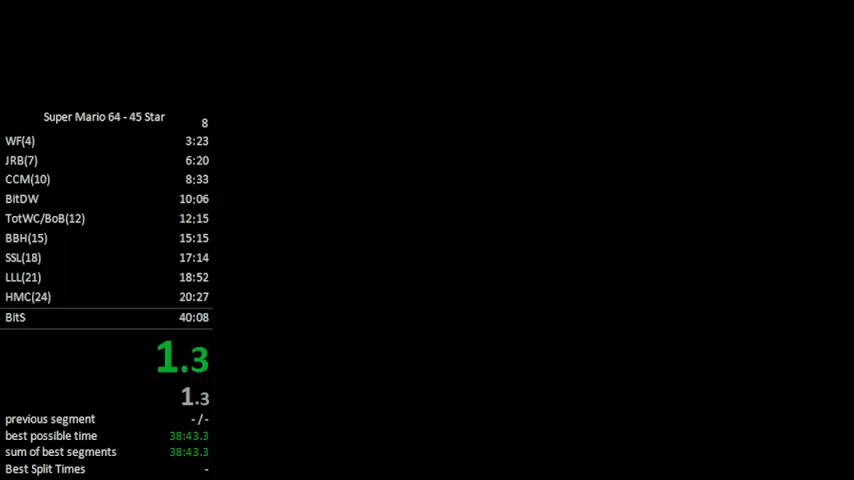 Super Mario 64 - 45 Star
8
WF(4) 3:23
JRB(7) 6:20
CCM(10) 8:33
BitDW 10:06
TotWC/BoB(12) 12:15
BBH(15) 15:15
SSL(18) 17:14
LLL(21) 18:52
HMC(24) 20:27
BitS 40:08
1.3
1.3
previous segment -/-
best possible time 38:43.3
sum of best segments 38:43.3
Best Split Times -